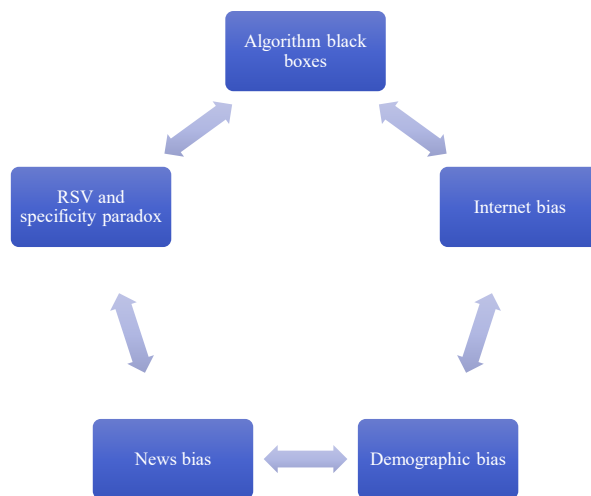 Algorithm black
boxes
RSV and
specificity paradox
Internet bias
News bias
Demographic bias